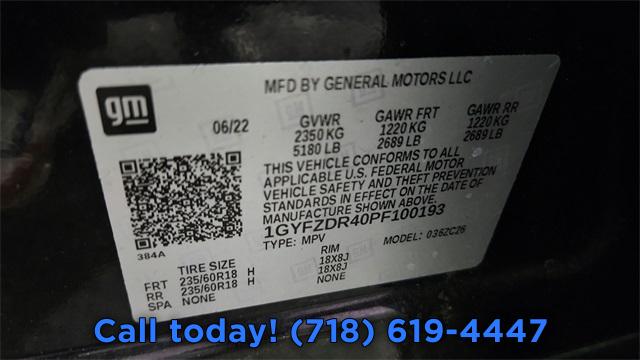 MFD BY GENERAL MOTORS LLC
gm
06/22
GVWR GAWR FRT GAWR RR
2350 KG 1220 KG 1220 KG
5180 LB 2689 LB 2689 LB
THIS VEHICLE CONFORMS TO ALL
APPLICABLE U.S. FEDERAL MOTOR
VEHICLE SAFETY AND THEFT PREVENTION
STANDARDS IN EFFECT ON THE DATE OF
MANUFACTURE SHOWN ABOVE.
1GYFZDR40PF100193
TYPE: MPV MODEL: 036ZC26
384A
TIRE SIZE RIM
FRT 235/60R18 H 18X8J
RR 235/60R18 H 18X8J
SPA NONE NONE
Call today! (718) 619-4447